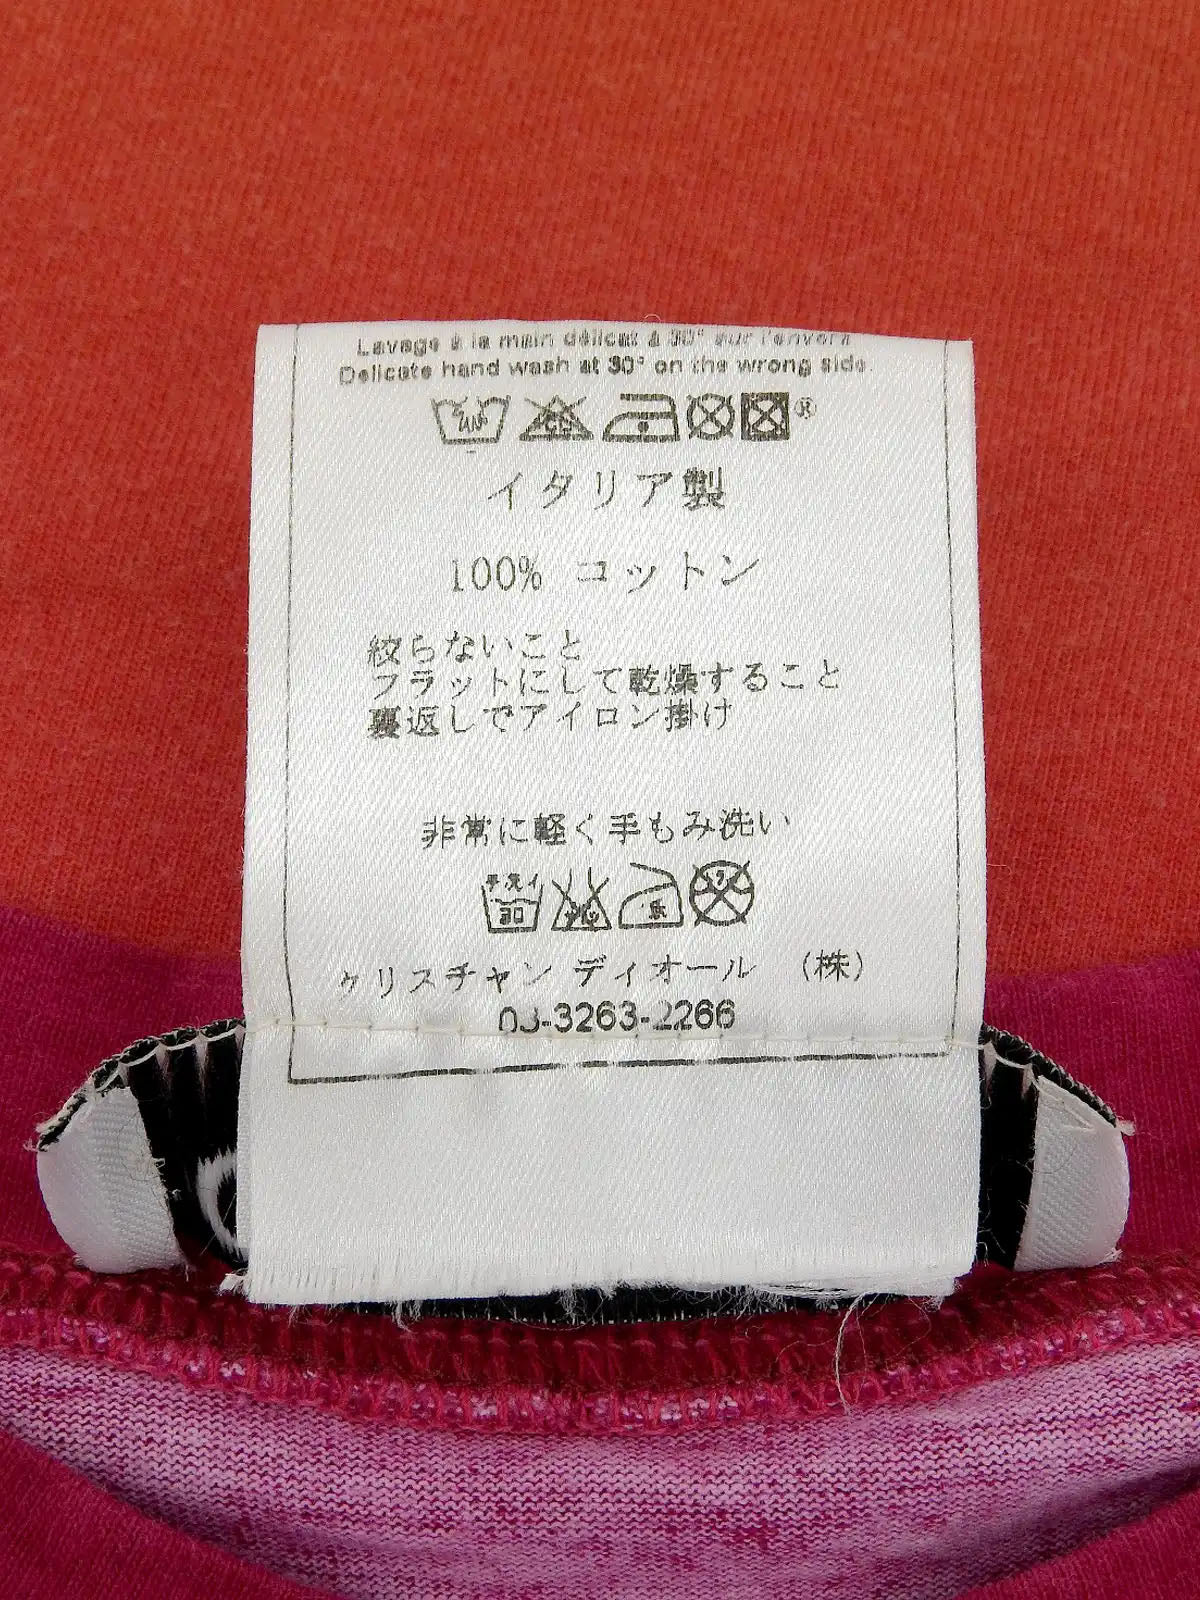 Lavage à la main délicat à 30° sur l'envers
Delicate hand wash at 30° on the wrong side.
CL ®
イタリア製
100% コットン
絞らないこと
フラットにして乾燥すること
裏返しでアイロン掛け
非常に軽く手もみ洗い
手洗イ
クリスチャン ディオール (株)
03-3263-2266